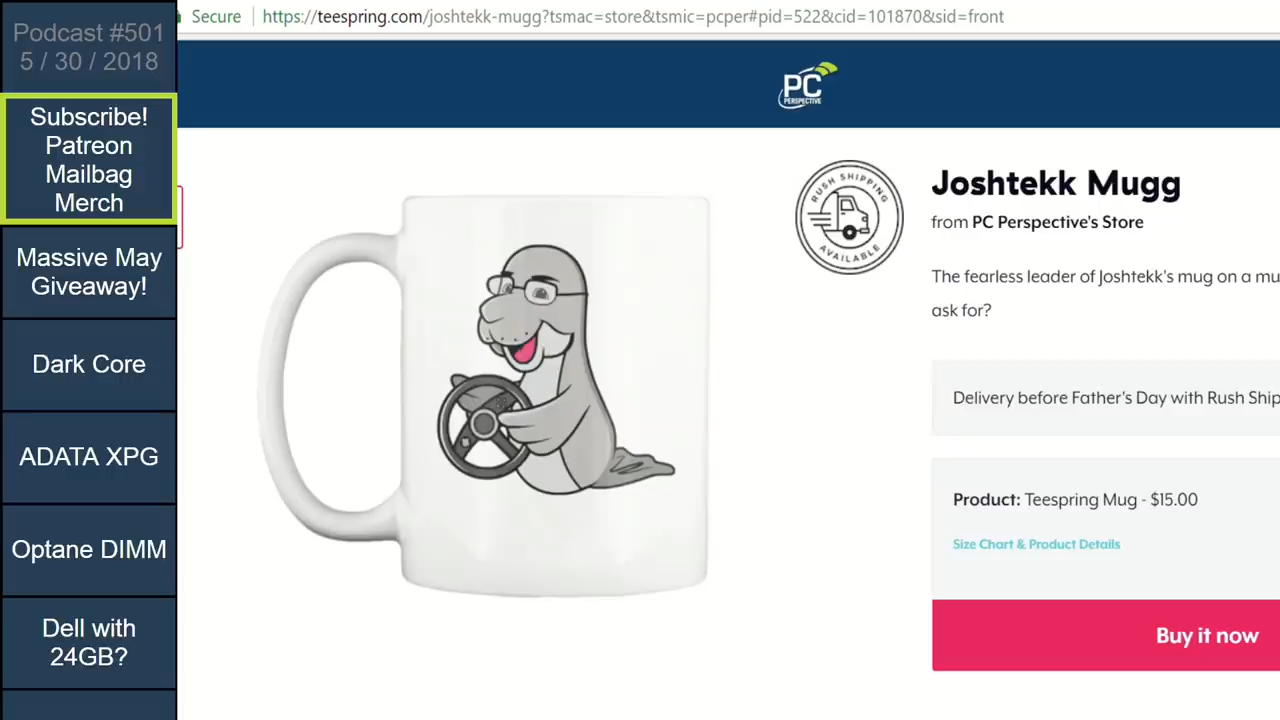 Podcast #501
5 / 30 / 2018
Subscribe!
Patreon
Mailbag
Merch
Massive May
Giveaway!
Dark Core
ADATA XPG
Optane DIMM
Dell with
24GB?
Secure
https://teespring.com/joshtekk-mugg?tsmac=store&tsmic=pcper#pid=522&cid=101870&sid=front
PC
PERSPECTIVE
RUSH SHIPPING
AVAILABLE
Joshtekk Mugg
from PC Perspective's Store
The fearless leader of Joshtekk's mug on a mu
ask for?
Delivery before Father's Day with Rush Ship
Product: Teespring Mug - $15.00
Size Chart & Product Details
Buy it now